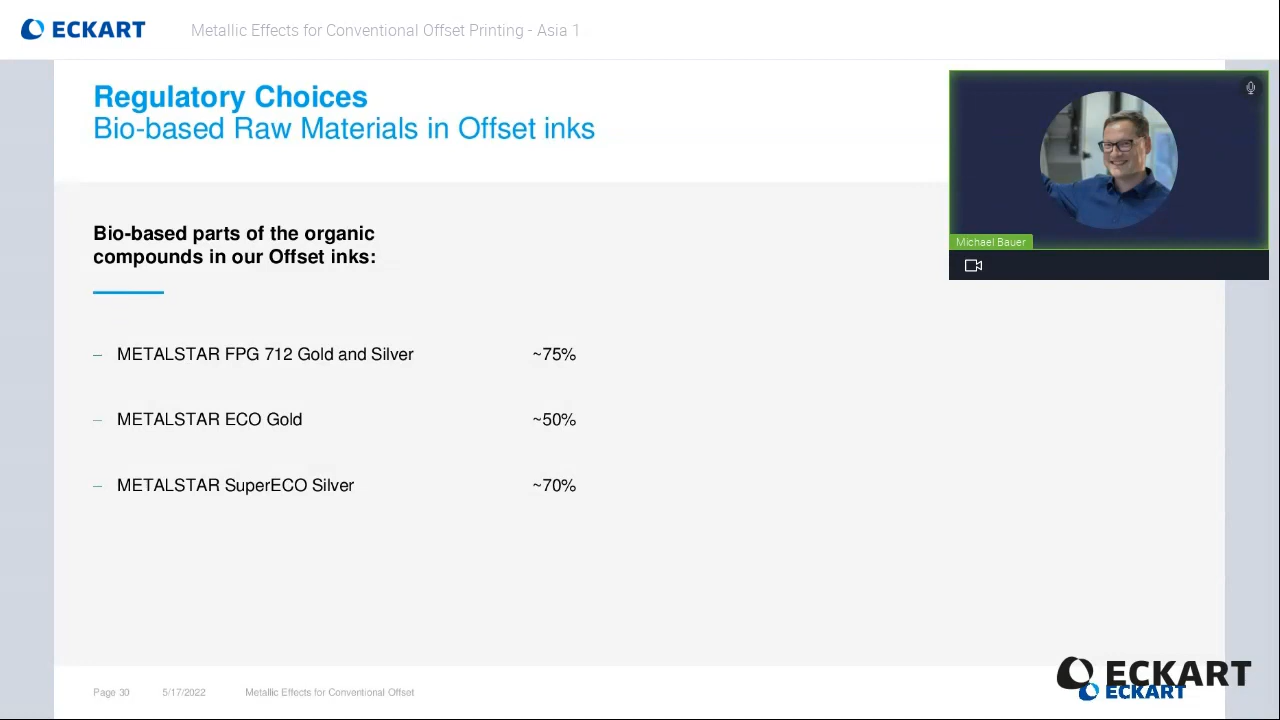 ECKART
Metallic Effects for Conventional Offset Printing - Asia 1
Regulatory Choices
Bio-based Raw Materials in Offset inks
Michael Bauer
Bio-based parts of the organic
compounds in our Offset inks:
– METALSTAR FPG 712 Gold and Silver ~75%
– METALSTAR ECO Gold ~50%
– METALSTAR SuperECO Silver ~70%
Page 30 5/17/2022 Metallic Effects for Conventional Offset
ECKART
ECKART